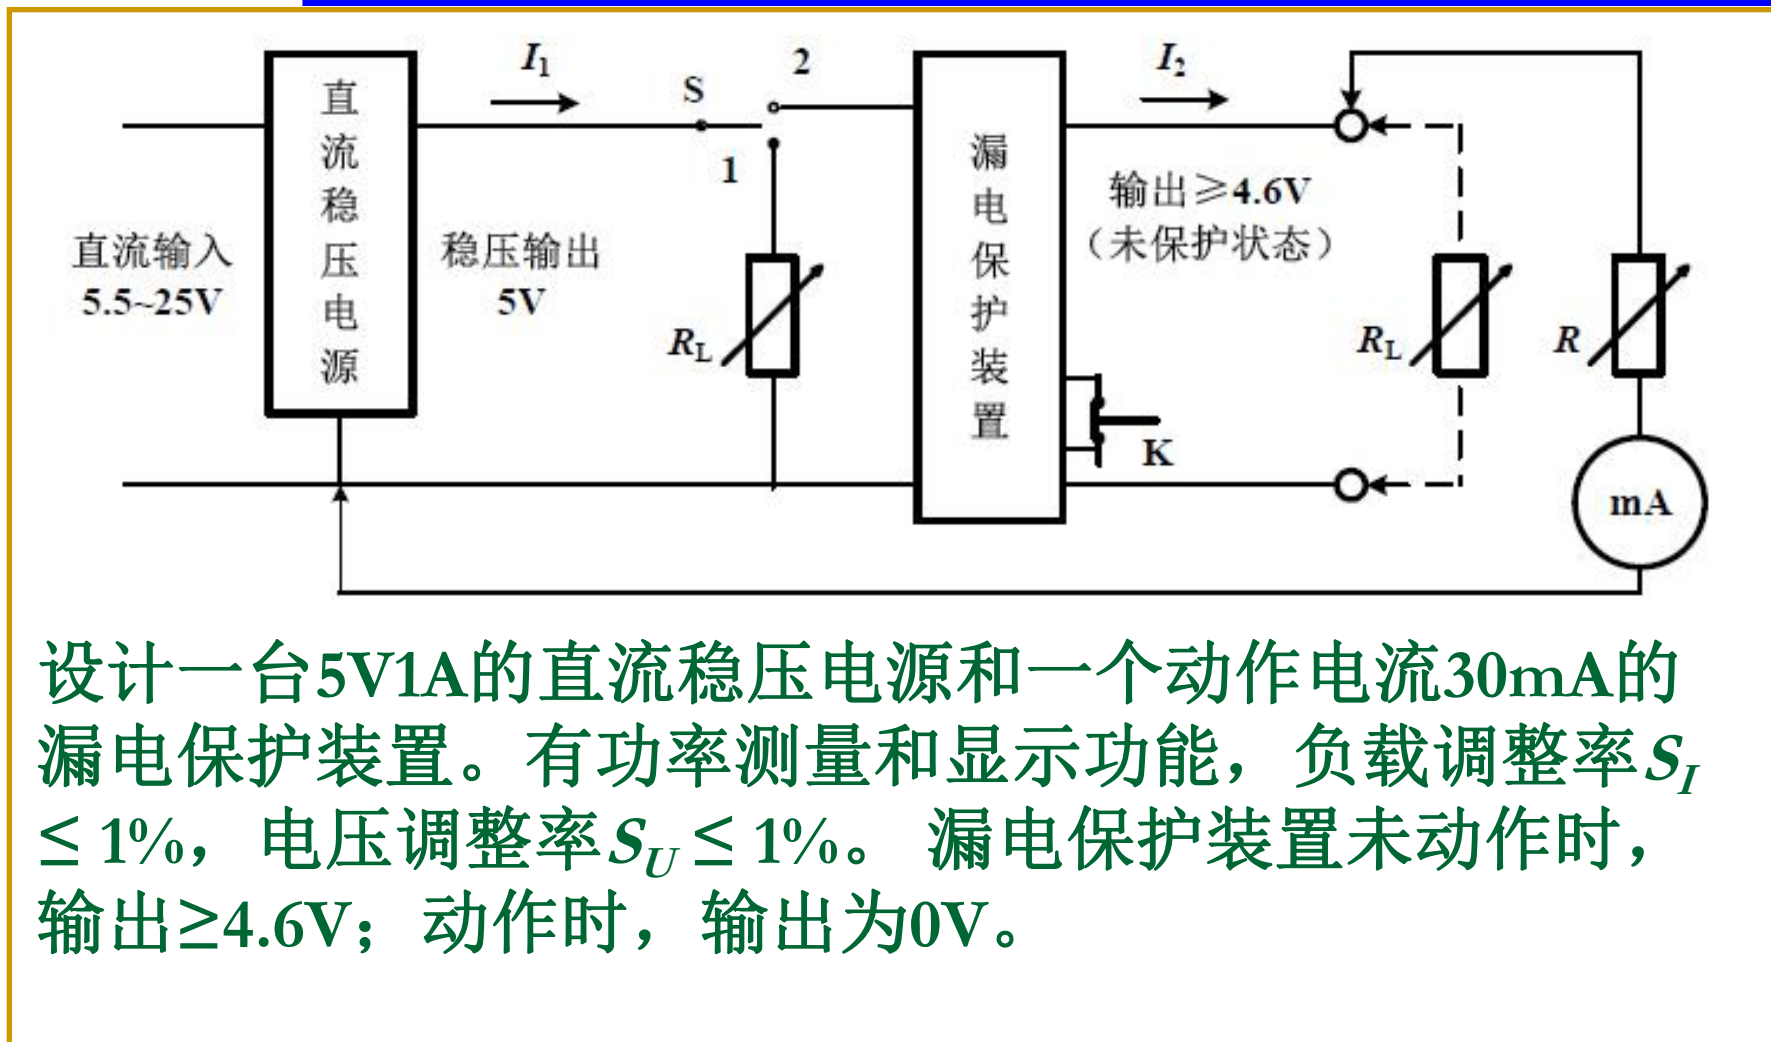 直流稳压电源
I₁
S
2
1
直流输入
5.5~25V
稳压输出
5V
R_L
漏电保护装置
I₂
输出≥4.6V
（未保护状态）
K
R_L
R
mA
设计一台5V1A的直流稳压电源和一个动作电流30mA的
漏电保护装置。有功率测量和显示功能，负载调整率S_I
≤ 1%，电压调整率S_U ≤ 1%。 漏电保护装置未动作时，
输出≥4.6V；动作时，输出为0V。